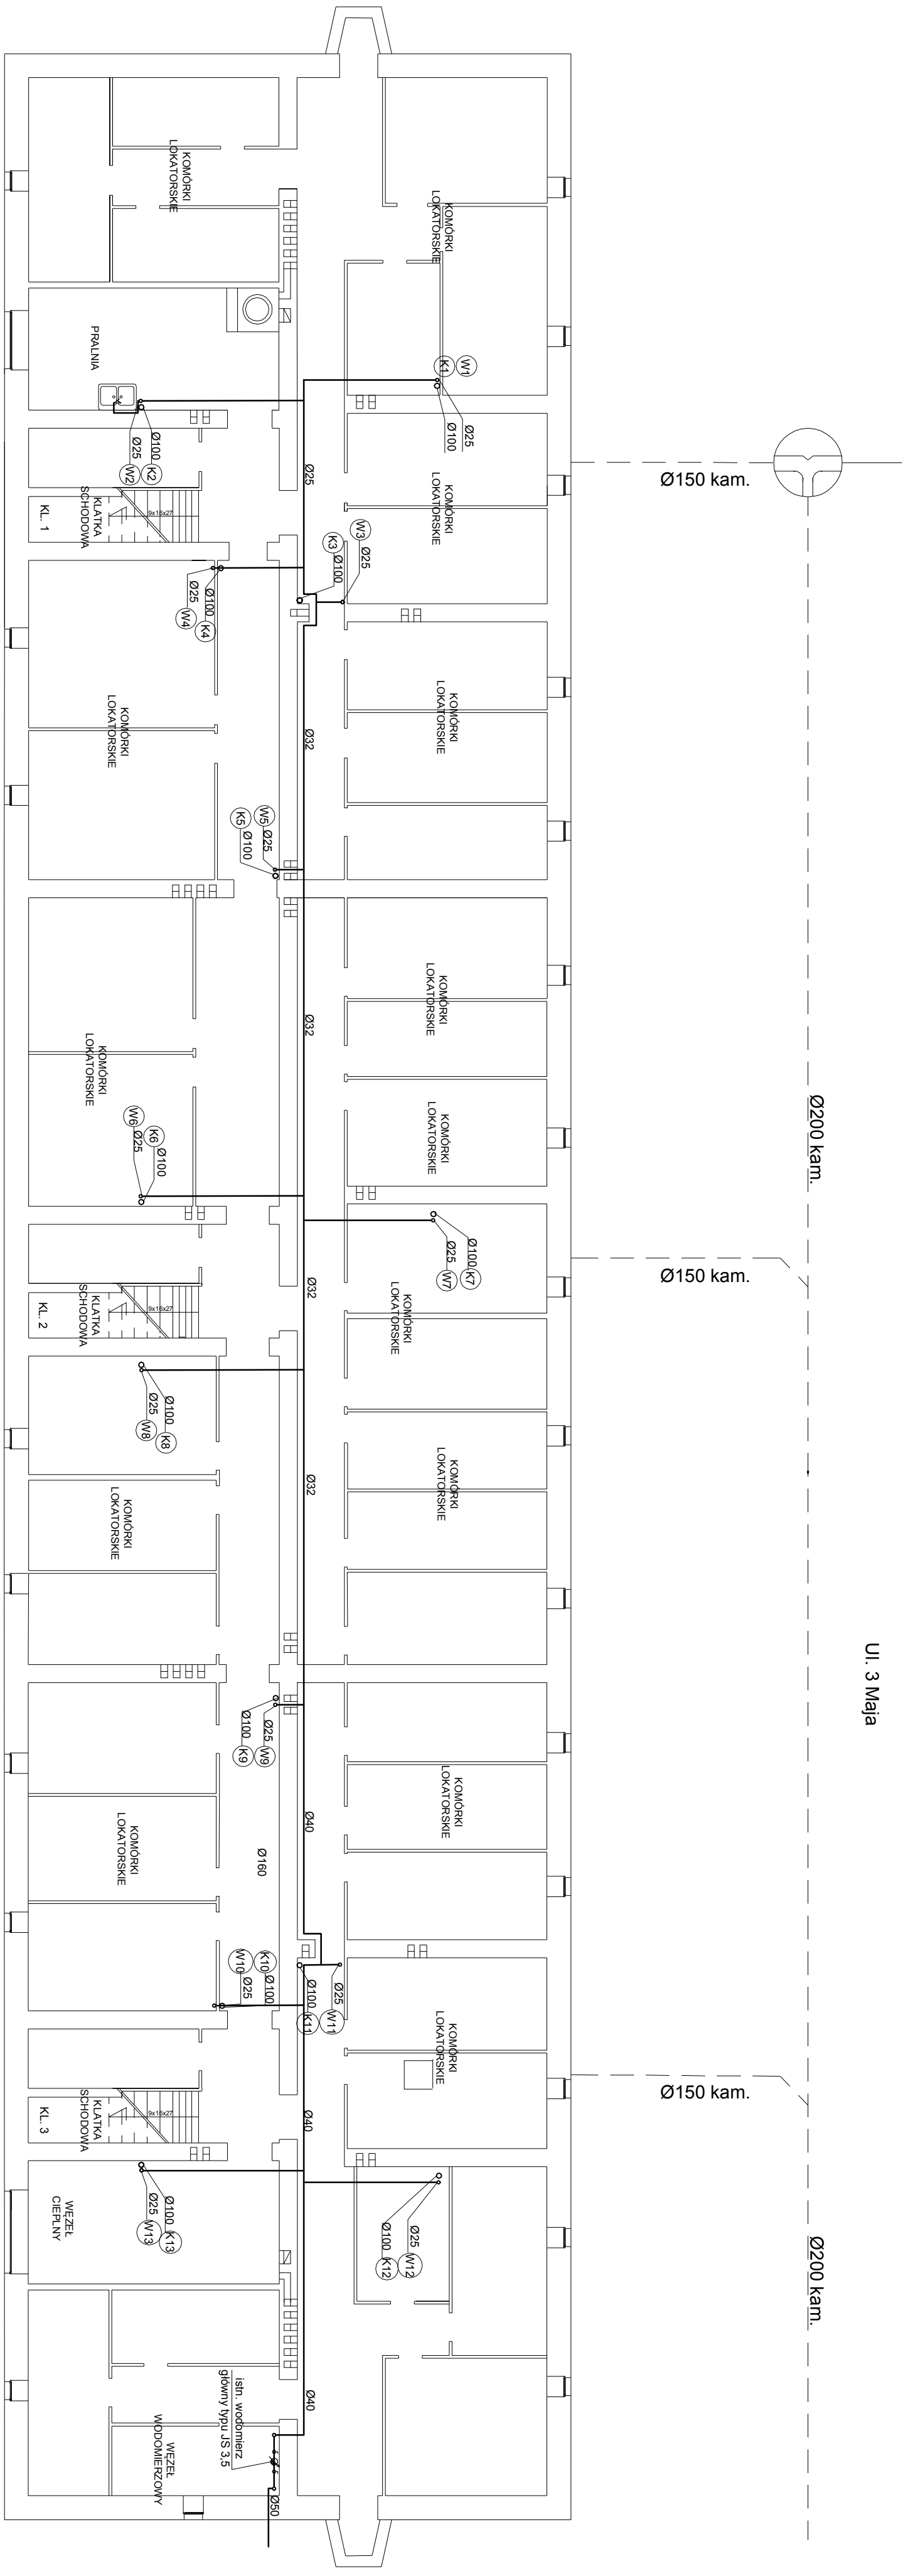 KOMÓRKI
LOKATORSKIE
KOMÓRKI
LOKATORSKIE
PRALNIA
K1
W1
Ø25
Ø100
Ø100
K2
Ø25
W2
Ø25
KOMÓRKI
LOKATORSKIE
Ø150 kam.
KLATKA
SCHODOWA
KL. 1
9x16x27
W3
Ø25
K3
Ø100
Ø100
K4
Ø25
W4
KOMÓRKI
LOKATORSKIE
KOMÓRKI
LOKATORSKIE
Ø32
W5
Ø25
K5
Ø100
KOMÓRKI
LOKATORSKIE
Ø32
KOMÓRKI
LOKATORSKIE
KOMÓRKI
LOKATORSKIE
Ø200 kam.
K6
Ø100
W6
Ø25
Ø100
K7
Ø25
W7
Ø150 kam.
KLATKA
SCHODOWA
KL. 2
9x16x27
Ø32
KOMÓRKI
LOKATORSKIE
Ø100
K8
Ø25
W8
Ø32
KOMÓRKI
LOKATORSKIE
KOMÓRKI
LOKATORSKIE
Ul. 3 Maja
Ø25
W9
Ø100
K9
Ø40
KOMÓRKI
LOKATORSKIE
KOMÓRKI
LOKATORSKIE
Ø160
K10
Ø100
W10
Ø25
Ø25
W11
Ø100
K11
KOMÓRKI
LOKATORSKIE
Ø150 kam.
KLATKA
SCHODOWA
KL. 3
9x16x27
Ø40
Ø100
K13
Ø25
W13
WĘZEŁ
CIEPLNY
Ø25
W12
Ø100
K12
Ø200 kam.
istn. wodomierz
główny typu JS 3,5
Ø40
WĘZEŁ
WODOMIERZOWY
Ø50